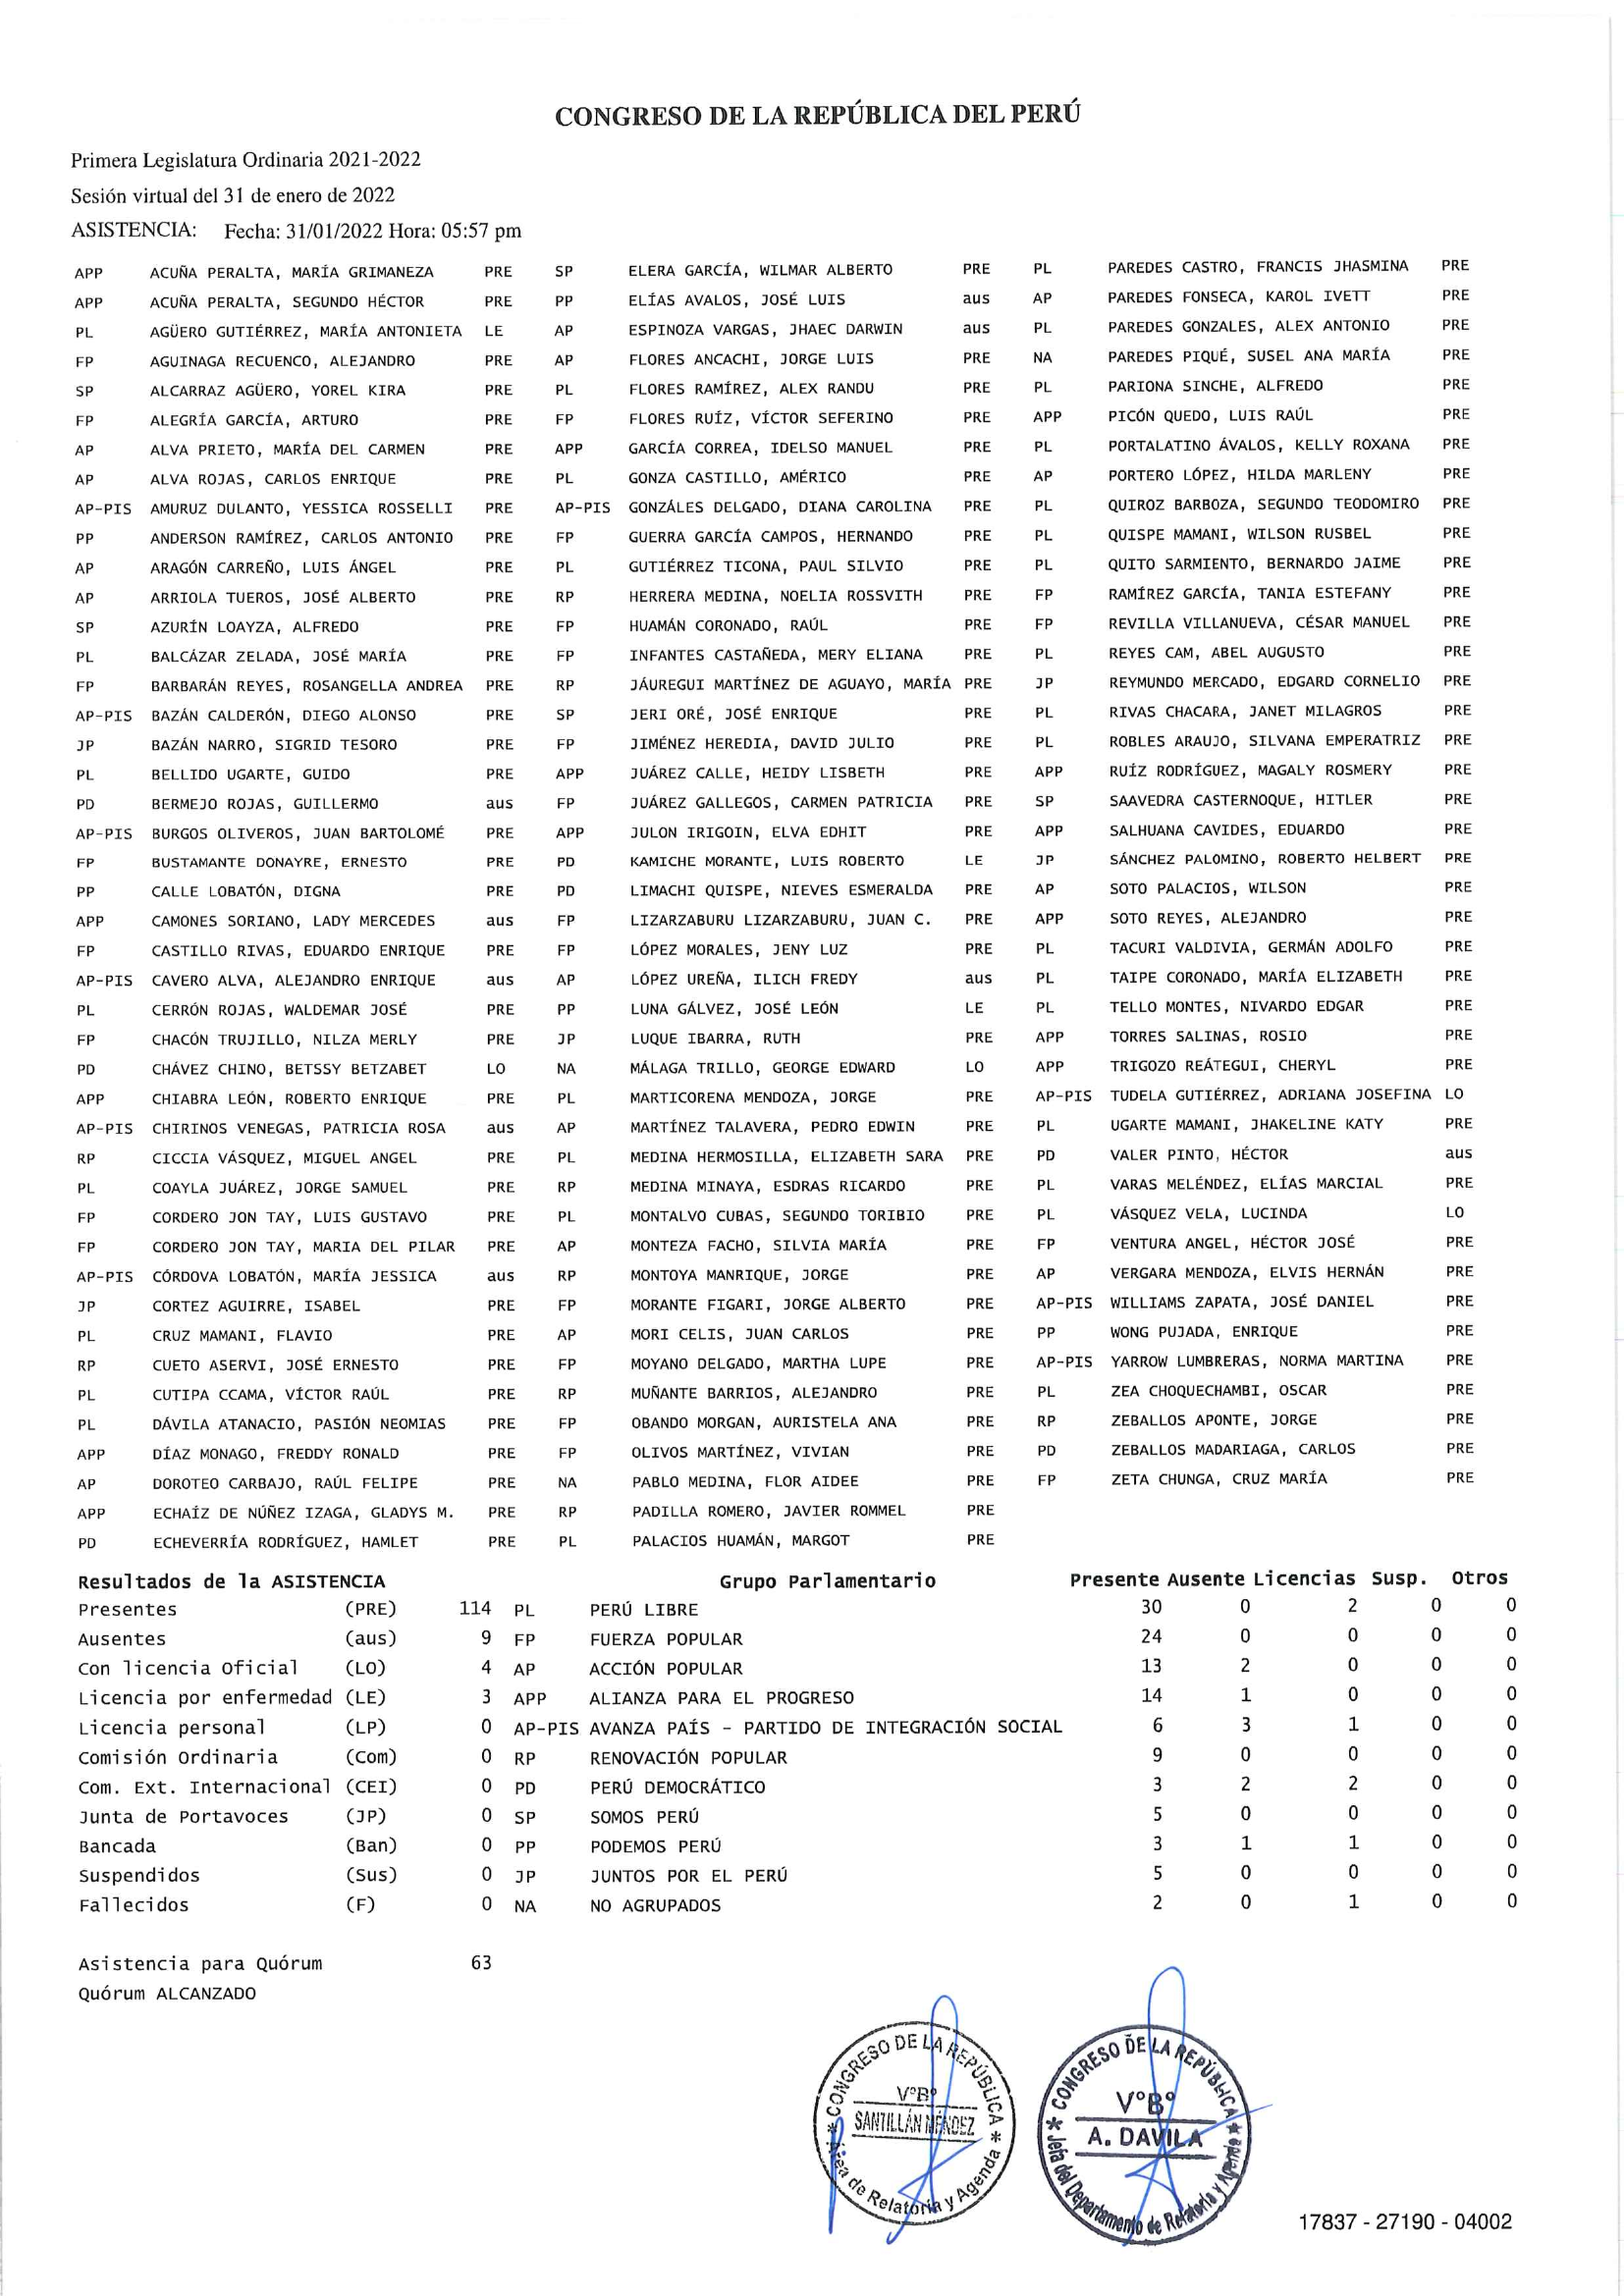 CONGRESO DE LA REPÚBLICA DEL PERÚ
Primera Legislatura Ordinaria 2021-2022
Sesión virtual del 31 de enero de 2022
ASISTENCIA: Fecha: 31/01/2022 Hora: 05:57 pm
APP ACUÑA PERALTA, MARÍA GRIMANEZA PRE SP ELERA GARCÍA, WILMAR ALBERTO PRE PL PAREDES CASTRO, FRANCIS JHASMINA PRE
APP ACUÑA PERALTA, SEGUNDO HÉCTOR PRE PP ELÍAS AVALOS, JOSÉ LUIS aus AP PAREDES FONSECA, KAROL IVETT PRE
PL AGÜERO GUTIÉRREZ, MARÍA ANTONIETA LE AP ESPINOZA VARGAS, JHAEC DARWIN aus PL PAREDES GONZALES, ALEX ANTONIO PRE
FP AGUINAGA RECUENCO, ALEJANDRO PRE AP FLORES ANCACHI, JORGE LUIS PRE NA PAREDES PIQUÉ, SUSEL ANA MARÍA PRE
SP ALCARRAZ AGÜERO, YOREL KIRA PRE PL FLORES RAMÍREZ, ALEX RANDU PRE PL PARIONA SINCHE, ALFREDO PRE
FP ALEGRÍA GARCÍA, ARTURO PRE FP FLORES RUÍZ, VÍCTOR SEFERINO PRE APP PICÓN QUEDO, LUIS RAÚL PRE
AP ALVA PRIETO, MARÍA DEL CARMEN PRE APP GARCÍA CORREA, IDELSO MANUEL PRE PL PORTALATINO ÁVALOS, KELLY ROXANA PRE
AP ALVA ROJAS, CARLOS ENRIQUE PRE PL GONZA CASTILLO, AMÉRICO PRE AP PORTERO LÓPEZ, HILDA MARLENY PRE
AP-PIS AMURUZ DULANTO, YESSICA ROSSELLI PRE AP-PIS GONZÁLES DELGADO, DIANA CAROLINA PRE PL QUIROZ BARBOZA, SEGUNDO TEODOMIRO PRE
PP ANDERSON RAMÍREZ, CARLOS ANTONIO PRE FP GUERRA GARCÍA CAMPOS, HERNANDO PRE PL QUISPE MAMANI, WILSON RUSBEL PRE
AP ARAGÓN CARREÑO, LUIS ÁNGEL PRE PL GUTIÉRREZ TICONA, PAUL SILVIO PRE PL QUITO SARMIENTO, BERNARDO JAIME PRE
AP ARRIOLA TUEROS, JOSÉ ALBERTO PRE RP HERRERA MEDINA, NOELIA ROSSVITH PRE FP RAMÍREZ GARCÍA, TANIA ESTEFANY PRE
SP AZURÍN LOAYZA, ALFREDO PRE FP HUAMÁN CORONADO, RAÚL PRE FP REVILLA VILLANUEVA, CÉSAR MANUEL PRE
PL BALCÁZAR ZELADA, JOSÉ MARÍA PRE FP INFANTES CASTAÑEDA, MERY ELIANA PRE PL REYES CAM, ABEL AUGUSTO PRE
FP BARBARÁN REYES, ROSANGELLA ANDREA PRE RP JÁUREGUI MARTÍNEZ DE AGUAYO, MARÍA PRE JP REYMUNDO MERCADO, EDGARD CORNELIO PRE
AP-PIS BAZÁN CALDERÓN, DIEGO ALONSO PRE SP JERI ORÉ, JOSÉ ENRIQUE PRE PL RIVAS CHACARA, JANET MILAGROS PRE
JP BAZÁN NARRO, SIGRID TESORO PRE FP JIMÉNEZ HEREDIA, DAVID JULIO PRE PL ROBLES ARAUJO, SILVANA EMPERATRIZ PRE
PL BELLIDO UGARTE, GUIDO PRE APP JUÁREZ CALLE, HEIDY LISBETH PRE APP RUÍZ RODRÍGUEZ, MAGALY ROSMERY PRE
PD BERMEJO ROJAS, GUILLERMO aus FP JUÁREZ GALLEGOS, CARMEN PATRICIA PRE SP SAAVEDRA CASTERNOQUE, HITLER PRE
AP-PIS BURGOS OLIVEROS, JUAN BARTOLOMÉ PRE APP JULON IRIGOIN, ELVA EDHIT PRE APP SALHUANA CAVIDES, EDUARDO PRE
FP BUSTAMANTE DONAYRE, ERNESTO PRE PD KAMICHE MORANTE, LUIS ROBERTO LE JP SÁNCHEZ PALOMINO, ROBERTO HELBERT PRE
PP CALLE LOBATÓN, DIGNA PRE PD LIMACHI QUISPE, NIEVES ESMERALDA PRE AP SOTO PALACIOS, WILSON PRE
APP CAMONES SORIANO, LADY MERCEDES aus FP LIZARZABURU LIZARZABURU, JUAN C. PRE APP SOTO REYES, ALEJANDRO PRE
FP CASTILLO RIVAS, EDUARDO ENRIQUE PRE FP LÓPEZ MORALES, JENY LUZ PRE PL TACURI VALDIVIA, GERMÁN ADOLFO PRE
AP-PIS CAVERO ALVA, ALEJANDRO ENRIQUE aus AP LÓPEZ UREÑA, ILICH FREDY aus PL TAIPE CORONADO, MARÍA ELIZABETH PRE
PL CERRÓN ROJAS, WALDEMAR JOSÉ PRE PP LUNA GÁLVEZ, JOSÉ LEÓN LE PL TELLO MONTES, NIVARDO EDGAR PRE
FP CHACÓN TRUJILLO, NILZA MERLY PRE JP LUQUE IBARRA, RUTH PRE APP TORRES SALINAS, ROSIO PRE
PD CHÁVEZ CHINO, BETSSY BETZABET LO NA MÁLAGA TRILLO, GEORGE EDWARD LO APP TRIGOZO REÁTEGUI, CHERYL PRE
APP CHIABRA LEÓN, ROBERTO ENRIQUE PRE PL MARTICORENA MENDOZA, JORGE PRE AP-PIS TUDELA GUTIÉRREZ, ADRIANA JOSEFINA LO
AP-PIS CHIRINOS VENEGAS, PATRICIA ROSA aus AP MARTÍNEZ TALAVERA, PEDRO EDWIN PRE PL UGARTE MAMANI, JHAKELINE KATY PRE
RP CICCIA VÁSQUEZ, MIGUEL ANGEL PRE PL MEDINA HERMOSILLA, ELIZABETH SARA PRE PD VALER PINTO, HÉCTOR aus
PL COAYLA JUÁREZ, JORGE SAMUEL PRE RP MEDINA MINAYA, ESDRAS RICARDO PRE PL VARAS MELÉNDEZ, ELÍAS MARCIAL PRE
FP CORDERO JON TAY, LUIS GUSTAVO PRE PL MONTALVO CUBAS, SEGUNDO TORIBIO PRE PL VÁSQUEZ VELA, LUCINDA LO
FP CORDERO JON TAY, MARIA DEL PILAR PRE AP MONTEZA FACHO, SILVIA MARÍA PRE FP VENTURA ANGEL, HÉCTOR JOSÉ PRE
AP-PIS CÓRDOVA LOBATÓN, MARÍA JESSICA aus RP MONTOYA MANRIQUE, JORGE PRE AP VERGARA MENDOZA, ELVIS HERNÁN PRE
JP CORTEZ AGUIRRE, ISABEL PRE FP MORANTE FIGARI, JORGE ALBERTO PRE AP-PIS WILLIAMS ZAPATA, JOSÉ DANIEL PRE
PL CRUZ MAMANI, FLAVIO PRE AP MORI CELIS, JUAN CARLOS PRE PP WONG PUJADA, ENRIQUE PRE
RP CUETO ASERVI, JOSÉ ERNESTO PRE FP MOYANO DELGADO, MARTHA LUPE PRE AP-PIS YARROW LUMBRERAS, NORMA MARTINA PRE
PL CUTIPA CCAMA, VÍCTOR RAÚL PRE RP MUÑANTE BARRIOS, ALEJANDRO PRE PL ZEA CHOQUECHAMBI, OSCAR PRE
PL DÁVILA ATANACIO, PASIÓN NEOMIAS PRE FP OBANDO MORGAN, AURISTELA ANA PRE RP ZEBALLOS APONTE, JORGE PRE
APP DÍAZ MONAGO, FREDDY RONALD PRE FP OLIVOS MARTÍNEZ, VIVIAN PRE PD ZEBALLOS MADARIAGA, CARLOS PRE
AP DOROTEO CARBAJO, RAÚL FELIPE PRE NA PABLO MEDINA, FLOR AIDEE PRE FP ZETA CHUNGA, CRUZ MARÍA PRE
APP ECHAÍZ DE NÚÑEZ IZAGA, GLADYS M. PRE RP PADILLA ROMERO, JAVIER ROMMEL PRE
PD ECHEVERRÍA RODRÍGUEZ, HAMLET PRE PL PALACIOS HUAMÁN, MARGOT PRE
Resultados de la ASISTENCIA Grupo Parlamentario Presente Ausente Licencias Susp. Otros
Presentes (PRE) 114 PL PERÚ LIBRE 30 0 2 0 0
Ausentes (aus) 9 FP FUERZA POPULAR 24 0 0 0 0
Con licencia Oficial (LO) 4 AP ACCIÓN POPULAR 13 2 0 0 0
Licencia por enfermedad (LE) 3 APP ALIANZA PARA EL PROGRESO 14 1 0 0 0
Licencia personal (LP) 0 AP-PIS AVANZA PAÍS - PARTIDO DE INTEGRACIÓN SOCIAL 6 3 1 0 0
Comisión Ordinaria (Com) 0 RP RENOVACIÓN POPULAR 9 0 0 0 0
Com. Ext. Internacional (CEI) 0 PD PERÚ DEMOCRÁTICO 3 2 2 0 0
Junta de Portavoces (JP) 0 SP SOMOS PERÚ 5 0 0 0 0
Bancada (Ban) 0 PP PODEMOS PERÚ 3 1 1 0 0
Suspendidos (Sus) 0 JP JUNTOS POR EL PERÚ 5 0 0 0 0
Fallecidos (F) 0 NA NO AGRUPADOS 2 0 1 0 0
Asistencia para Quórum 63
Quórum ALCANZADO
CONGRESO DE LA REPÚBLICA
V°B°
SANTILLÁN MÉNDEZ
Área de Relatoría y Agenda
CONGRESO DE LA REPÚBLICA
V°B°
A. DAVILA
Jefa del Departamento de Relatoría y Agenda
17837 - 27190 - 04002